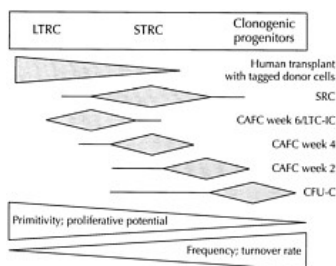 LTRC STRC Clonogenic
progenitors
Human transplant
with tagged donor cells
SRC
CAFC week 6/LTC-IC
CAFC week 4
CAFC week 2
CFU-C
Primitivity; proliferative potential
Frequency; turnover rate